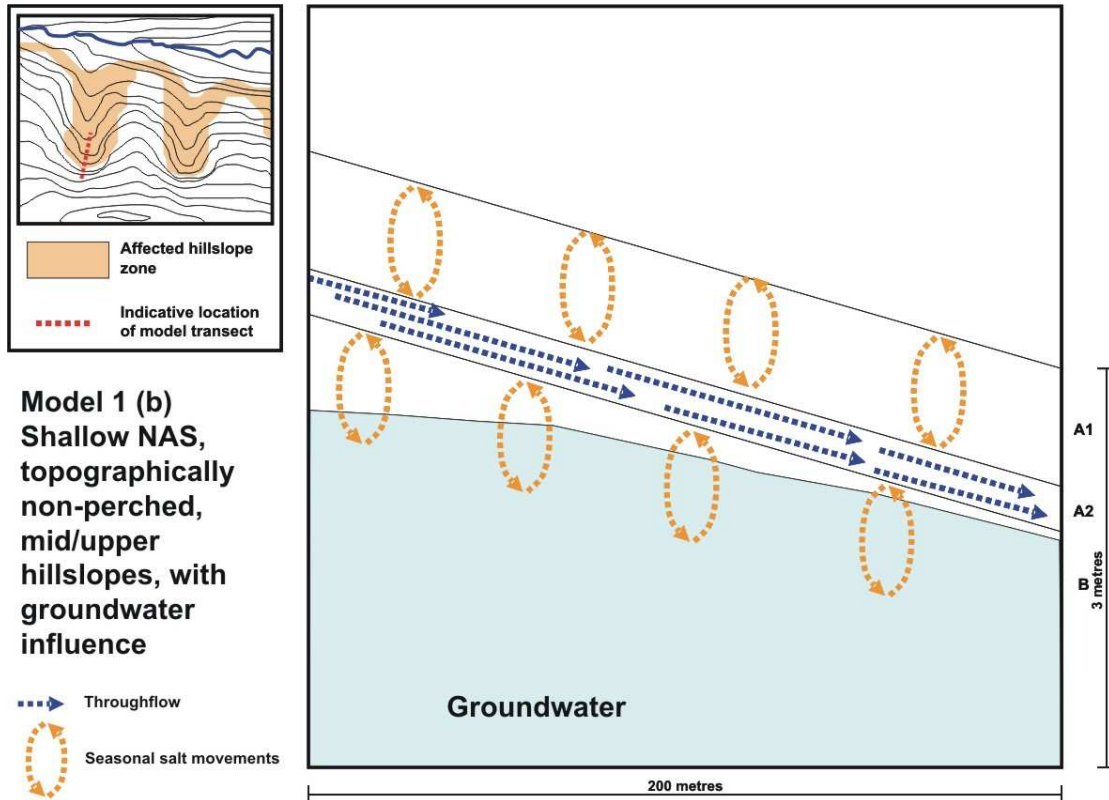 Affected hillslope
zone
Indicative location
of model transect
Model 1 (b)
Shallow NAS,
topographically
non-perched,
mid/upper
hillslopes, with
groundwater
influence
Throughflow
Seasonal salt movements
Groundwater
A1
A2
B
3 metres
200 metres